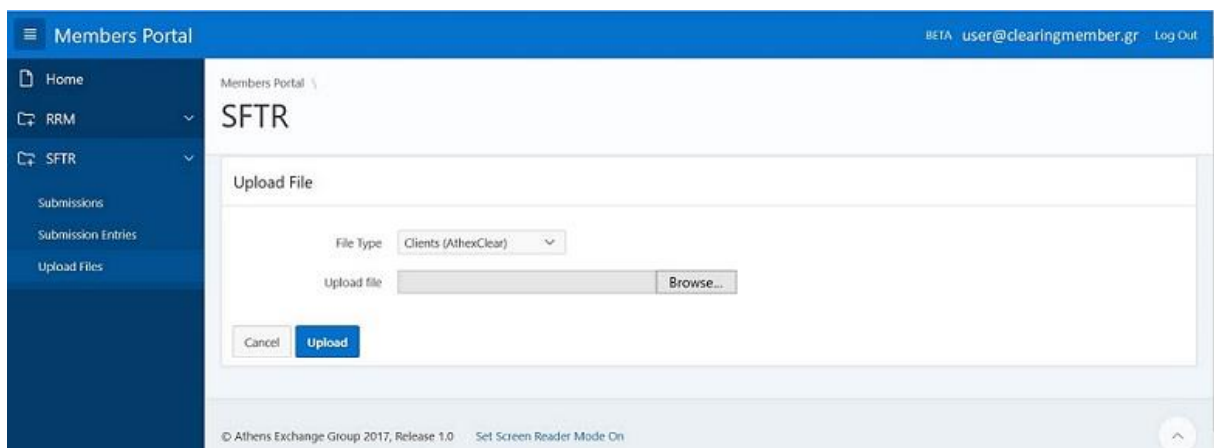 Members Portal
BETA user@clearingmember.gr Log Out
Home
RRM
SFTR
Submissions
Submission Entries
Upload Files
Members Portal \
SFTR
Upload File
File Type Clients (AthexClear)
Upload file Browse...
Cancel Upload
© Athens Exchange Group 2017, Release 1.0 Set Screen Reader Mode On